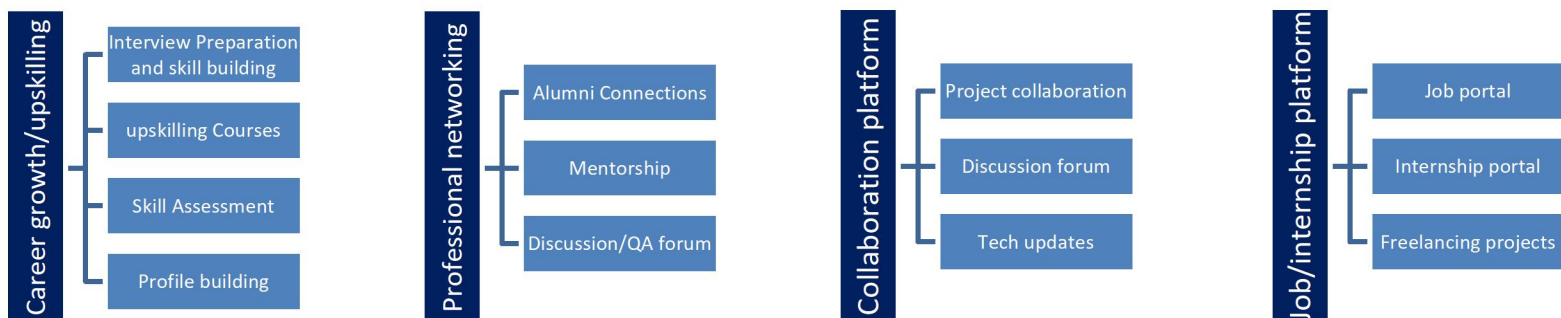 Career growth/upskilling
Interview Preparation
and skill building
upskilling Courses
Skill Assessment
Profile building
Professional networking
Alumni Connections
Mentorship
Discussion/QA forum
Collaboration platform
Project collaboration
Discussion forum
Tech updates
Job/internship platform
Job portal
Internship portal
Freelancing projects